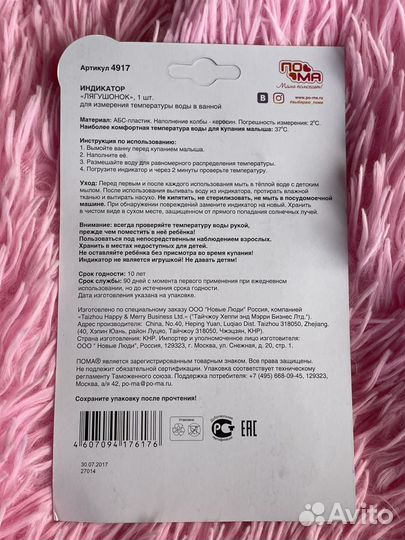 Артикул 4917
ПОМА
Мама поможет!
www.po-ma.ru
#выбираю_пома
ИНДИКАТОР
«ЛЯГУШОНОК», 1 шт.
для измерения температуры воды в ванной
Материал: АБС-пластик. Наполнение колбы - керосин. Погрешность измерения: 2°С.
Наиболее комфортная температура воды для купания малыша: 37°С.
Инструкция по использованию:
1. Вымойте ванну перед купанием малыша.
2. Наполните её.
3. Размешайте воду для равномерного распределения температуры.
4. Погрузите индикатор и через 2 минуты проверьте температуру.
Уход: Перед первым и после каждого использования мыть в тёплой воде с детским
мылом. После использования выливать воду из индикатора, протирать влажной
тканью и вытирать насухо. Не кипятить, не стерилизовать, не мыть в посудомоечной
машине. При обнаружении повреждений замените индикатор на новый. Хранить
в чистом виде в сухом месте, защищенном от прямого попадания солнечных лучей.
Внимание: всегда проверяйте температуру воды рукой,
прежде чем поместить в неё ребёнка!
Пользоваться под непосредственным наблюдением взрослых.
Хранить в местах недоступных для детей.
Не оставляйте ребёнка без присмотра во время купания!
Индикатор не является игрушкой! Не давать детям!
Срок годности: 10 лет
Срок службы: 90 дней с момента первого применения при ежедневном
использовании, но до истечения срока годности.
Дата изготовления указана на упаковке.
Изготовлено по специальному заказу ООО "Новые Люди" Россия, компанией
«Taizhou Happy & Merry Business Ltd.» ("Тайчжоу Хеппи энд Мэрри Бизнес Лтд.").
Адрес производителя: China, No.40, Heping Yuan, Luqiao Dist. Taizhou 318050, Zhejiang.
(40, Хэпин Юань, район Луцяо, Тайчжоу 318050, Чжэцзян, КНР).
Страна изготовления: КНР. Импортер и уполномоченное изготовителем лицо:
ООО " Новые Люди", Россия, 129323, г. Москва, ул. Снежная, д. 20, стр. 1.
ПОМА® является зарегистрированным товарным знаком. Все права защищены.
Не подлежит обязательной сертификации. Упаковка соответствует техническому
регламенту Таможенного союза. Поддержка потребителя: +7 (495) 668-09-45, 129323,
Москва, а/я 42, po-ma@po-ma.ru, po-ma.ru
Сохраните упаковку после прочтения!
4607094176176
30.07.2017
27014
Avito